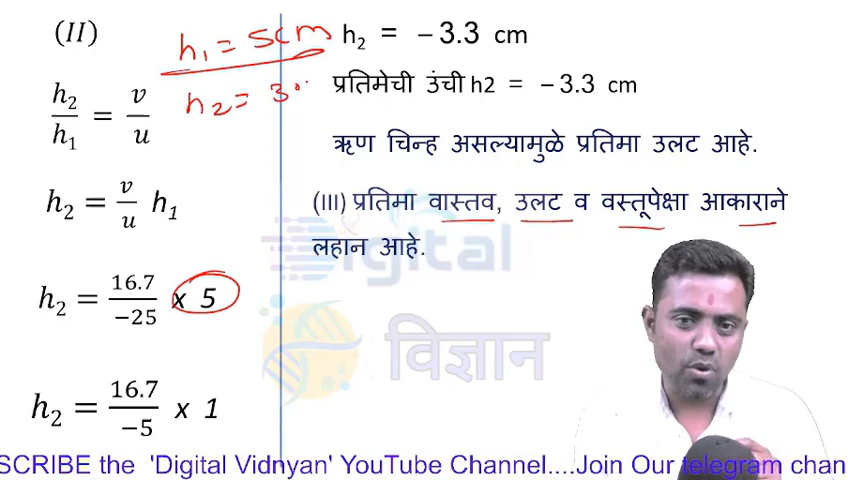 (II)
h₁ = 5cm
h₂ = 3
h₂/h₁ = v/u
h₂ = v/u h₁
h₂ = 16.7/−25 x 5
h₂ = 16.7/−5 x 1
h₂ = −3.3 cm
प्रतिमेची उंची h2 = −3.3 cm
ऋण चिन्ह असल्यामुळे प्रतिमा उलट आहे.
(III) प्रतिमा वास्तव, उलट व वस्तूपेक्षा आकाराने
लहान आहे.
Digital
विज्ञान
SCRIBE the 'Digital Vidnyan' YouTube Channel....Join Our telegram chan